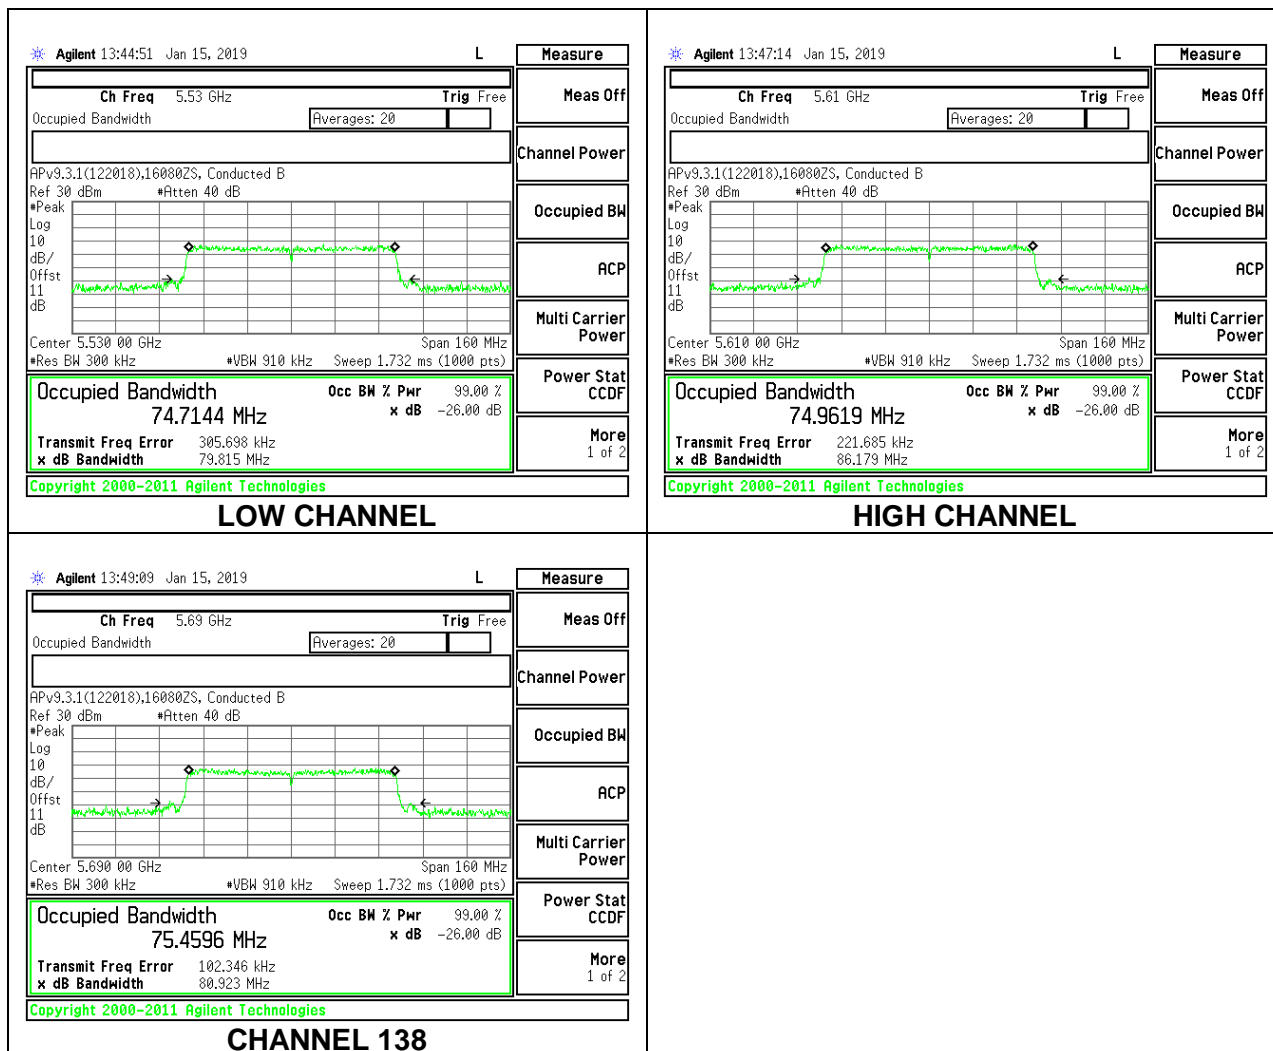 Agilent 13:44:51 Jan 15, 2019 L
Measure
Ch Freq 5.53 GHz Trig Free
Meas Off
Occupied Bandwidth Averages: 20
Channel Power
APv9.3.1(122018),16080ZS, Conducted B
Ref 30 dBm #Atten 40 dB
#Peak
Log
10
dB/
Offst
11
dB
Occupied BW
ACP
Multi Carrier
Power
Center 5.530 00 GHz Span 160 MHz
#Res BW 300 kHz #VBW 910 kHz Sweep 1.732 ms (1000 pts)
Power Stat
CCDF
Occupied Bandwidth Occ BW % Pwr 99.00 %
74.7144 MHz x dB -26.00 dB
Transmit Freq Error 305.698 kHz
x dB Bandwidth 79.815 MHz
More
1 of 2
Copyright 2000-2011 Agilent Technologies
LOW CHANNEL
Agilent 13:47:14 Jan 15, 2019 L
Measure
Ch Freq 5.61 GHz Trig Free
Meas Off
Occupied Bandwidth Averages: 20
Channel Power
APv9.3.1(122018),16080ZS, Conducted B
Ref 30 dBm #Atten 40 dB
#Peak
Log
10
dB/
Offst
11
dB
Occupied BW
ACP
Multi Carrier
Power
Center 5.610 00 GHz Span 160 MHz
#Res BW 300 kHz #VBW 910 kHz Sweep 1.732 ms (1000 pts)
Power Stat
CCDF
Occupied Bandwidth Occ BW % Pwr 99.00 %
74.9619 MHz x dB -26.00 dB
Transmit Freq Error 221.685 kHz
x dB Bandwidth 86.179 MHz
More
1 of 2
Copyright 2000-2011 Agilent Technologies
HIGH CHANNEL
Agilent 13:49:09 Jan 15, 2019 L
Measure
Ch Freq 5.69 GHz Trig Free
Meas Off
Occupied Bandwidth Averages: 20
Channel Power
APv9.3.1(122018),16080ZS, Conducted B
Ref 30 dBm #Atten 40 dB
#Peak
Log
10
dB/
Offst
11
dB
Occupied BW
ACP
Multi Carrier
Power
Center 5.690 00 GHz Span 160 MHz
#Res BW 300 kHz #VBW 910 kHz Sweep 1.732 ms (1000 pts)
Power Stat
CCDF
Occupied Bandwidth Occ BW % Pwr 99.00 %
75.4596 MHz x dB -26.00 dB
Transmit Freq Error 102.346 kHz
x dB Bandwidth 80.923 MHz
More
1 of 2
Copyright 2000-2011 Agilent Technologies
CHANNEL 138